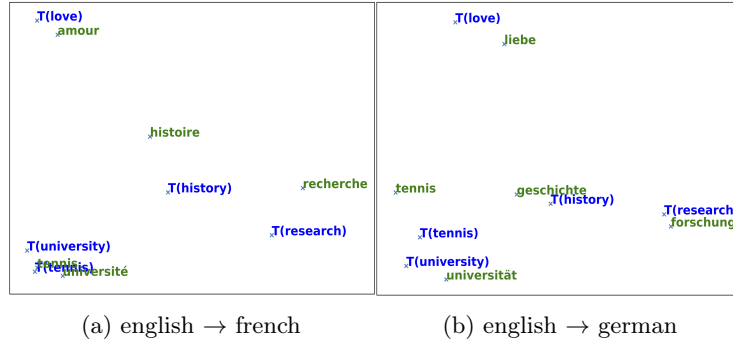 T(love)
amour
histoire
T(history)
recherche
T(research)
T(university)
tennis
T(tennis)
université
(a) english → french
T(love)
liebe
tennis
geschichte
T(history)
T(research
forschung
T(tennis)
T(university)
universität
(b) english → german